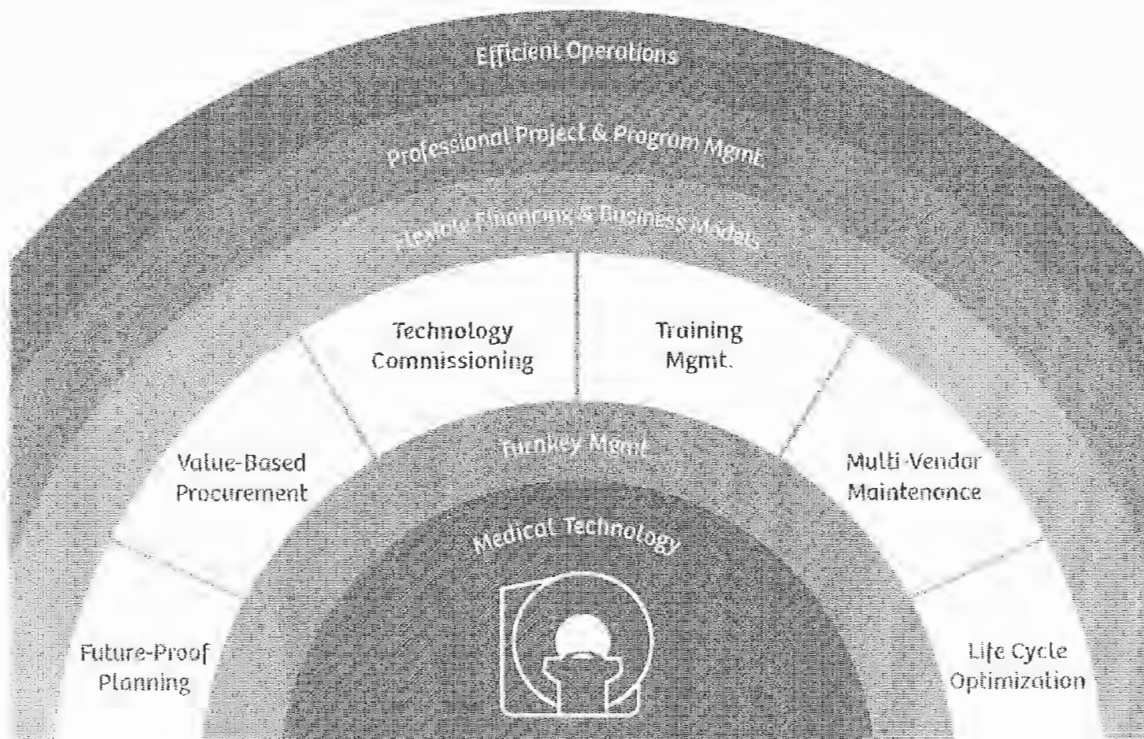 Efficient Operations
Professional Project & Program Mgmt.
Flexible Financing & Business Models
Technology
Commissioning
Training
Mgmt.
Value-Based
Procurement
Turnkey Mgmt
Multi-Vendor
Maintenance
Medical Technology
Future-Proof
Planning
Life Cycle
Optimization